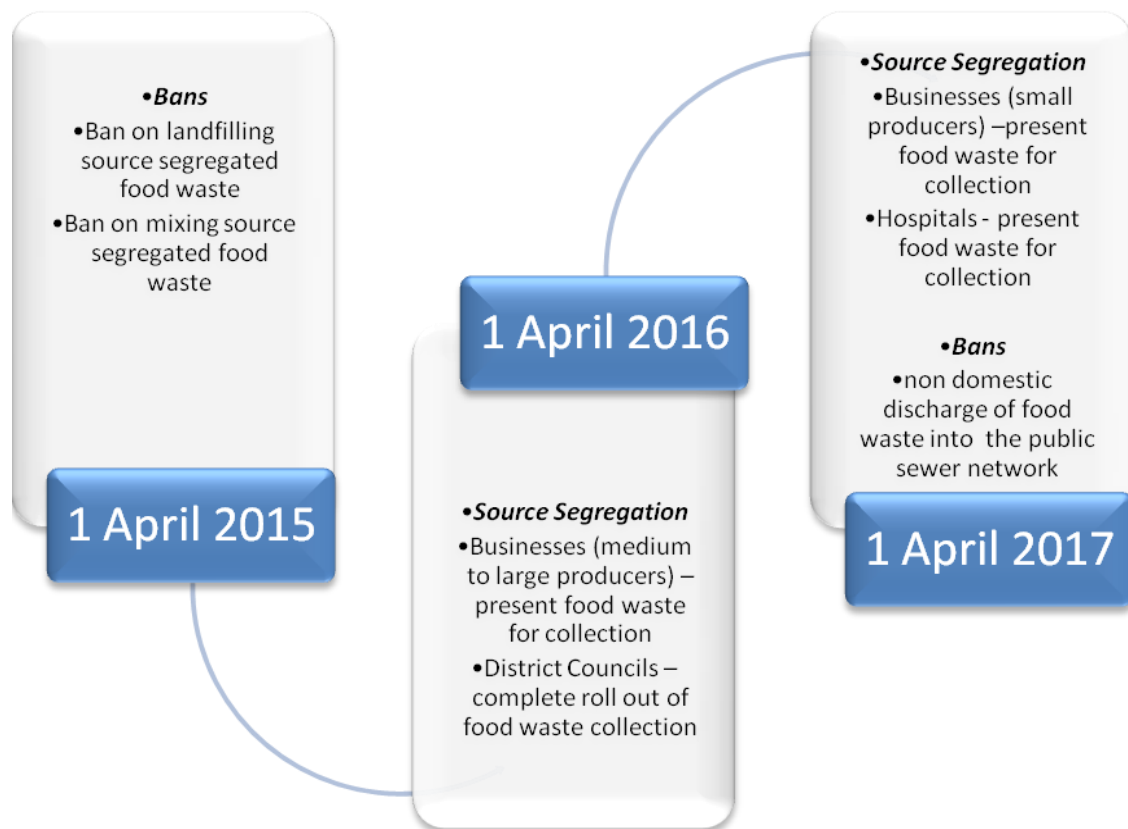 •Bans
•Ban on landfilling
source segregated
food waste
•Ban on mixing source
segregated food
waste
1 April 2015
1 April 2016
•Source Segregation
•Businesses (medium
to large producers) –
present food waste
for collection
•District Councils –
complete roll out of
food waste collection
•Source Segregation
•Businesses (small
producers) –present
food waste for
collection
•Hospitals - present
food waste for
collection
•Bans
•non domestic
discharge of food
waste into the public
sewer network
1 April 2017